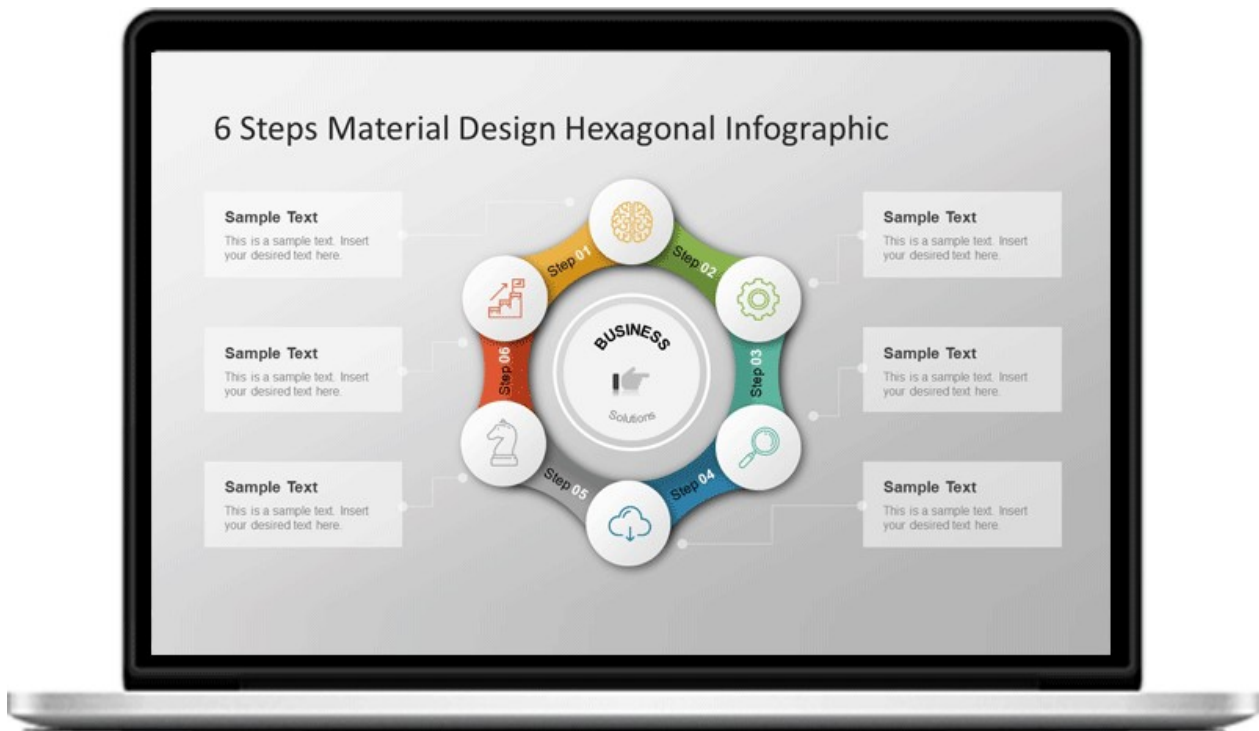 6 Steps Material Design Hexagonal Infographic
Sample Text
This is a sample text. Insert
your desired text here.
Sample Text
This is a sample text. Insert
your desired text here.
Sample Text
This is a sample text. Insert
your desired text here.
Step 01
Step 02
Step 03
Step 04
Step 05
Step 06
BUSINESS
Solutions
Sample Text
This is a sample text. Insert
your desired text here.
Sample Text
This is a sample text. Insert
your desired text here.
Sample Text
This is a sample text. Insert
your desired text here.